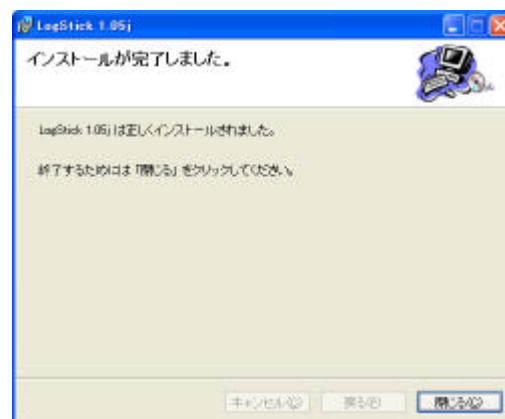 LogStick 1.05j
インストールが完了しました。
LogStick 1.05j は正しくインストールされました。
終了するためには「閉じる」をクリックしてください。
キャンセル(C)
戻る(B)
閉じる(C)